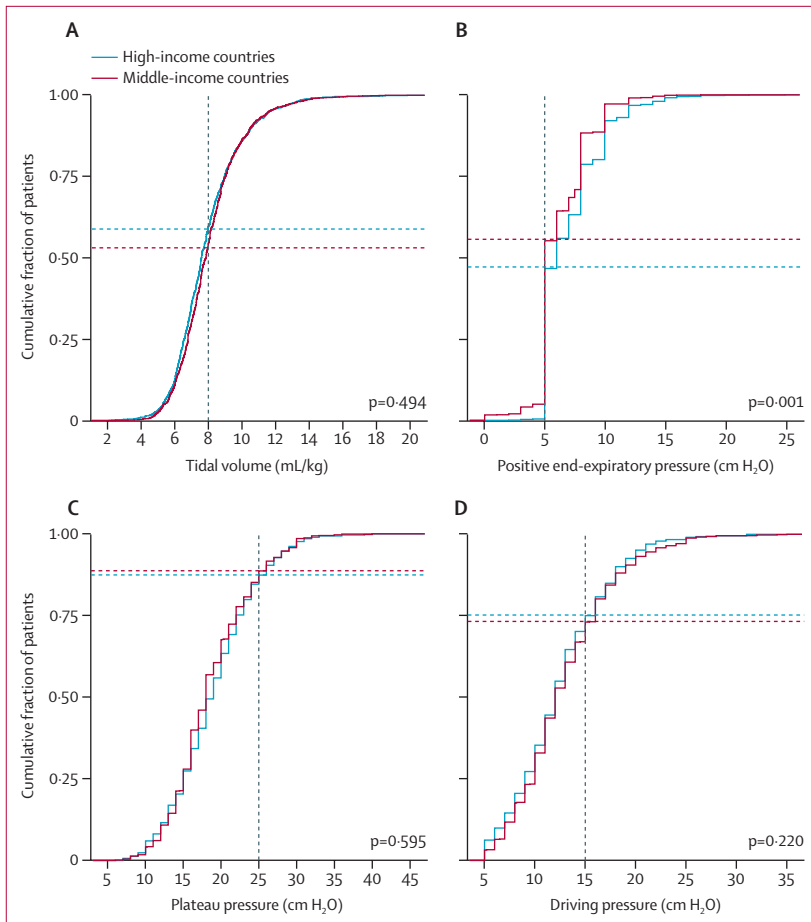 A
High-income countries
Middle-income countries
1·00
0·75
0·50
0·25
0
Cumulative fraction of patients
p=0·494
2 4 6 8 10 12 14 16 18 20
Tidal volume (mL/kg)
B
p=0·001
0 5 10 15 20 25
Positive end-expiratory pressure (cm H₂O)
C
1·00
0·75
0·50
0·25
0
Cumulative fraction of patients
p=0·595
5 10 15 20 25 30 35 40 45
Plateau pressure (cm H₂O)
D
p=0·220
5 10 15 20 25 30 35
Driving pressure (cm H₂O)